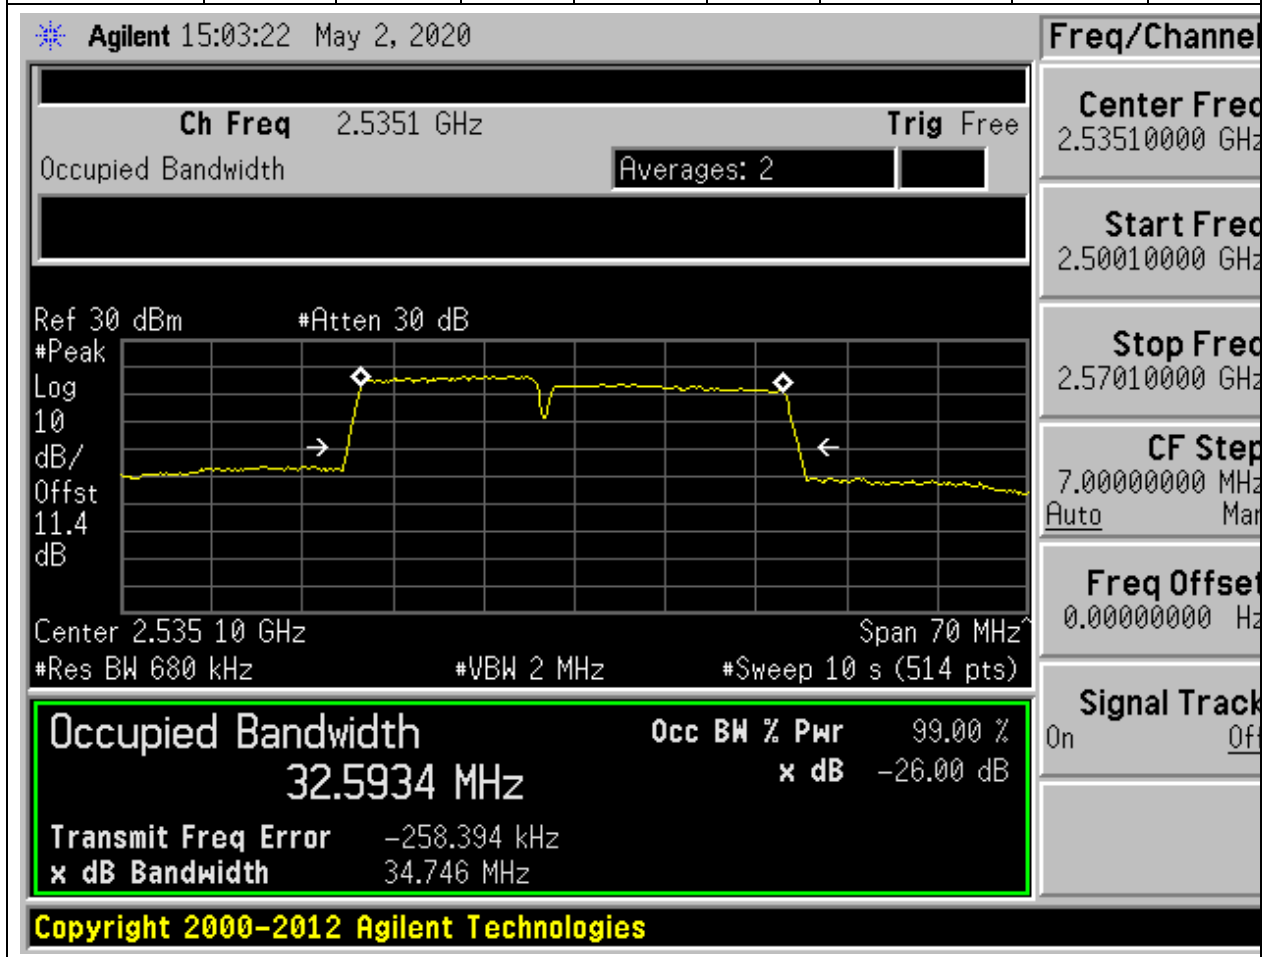 Agilent 15:03:22 May 2, 2020
Freq/Channel
Ch Freq 2.5351 GHz Trig Free
Occupied Bandwidth Averages: 2
Center Freq
2.53510000 GHz
Start Freq
2.50010000 GHz
Stop Freq
2.57010000 GHz
CF Step
7.00000000 MHz
Auto Man
Freq Offset
0.00000000 Hz
Signal Track
On Off
Ref 30 dBm #Atten 30 dB
#Peak
Log
10
dB/
Offst
11.4
dB
Center 2.535 10 GHz Span 70 MHz^
#Res BW 680 kHz #VBW 2 MHz #Sweep 10 s (514 pts)
Occupied Bandwidth Occ BW % Pwr 99.00 %
32.5934 MHz x dB -26.00 dB
Transmit Freq Error -258.394 kHz
x dB Bandwidth 34.746 MHz
Copyright 2000-2012 Agilent Technologies